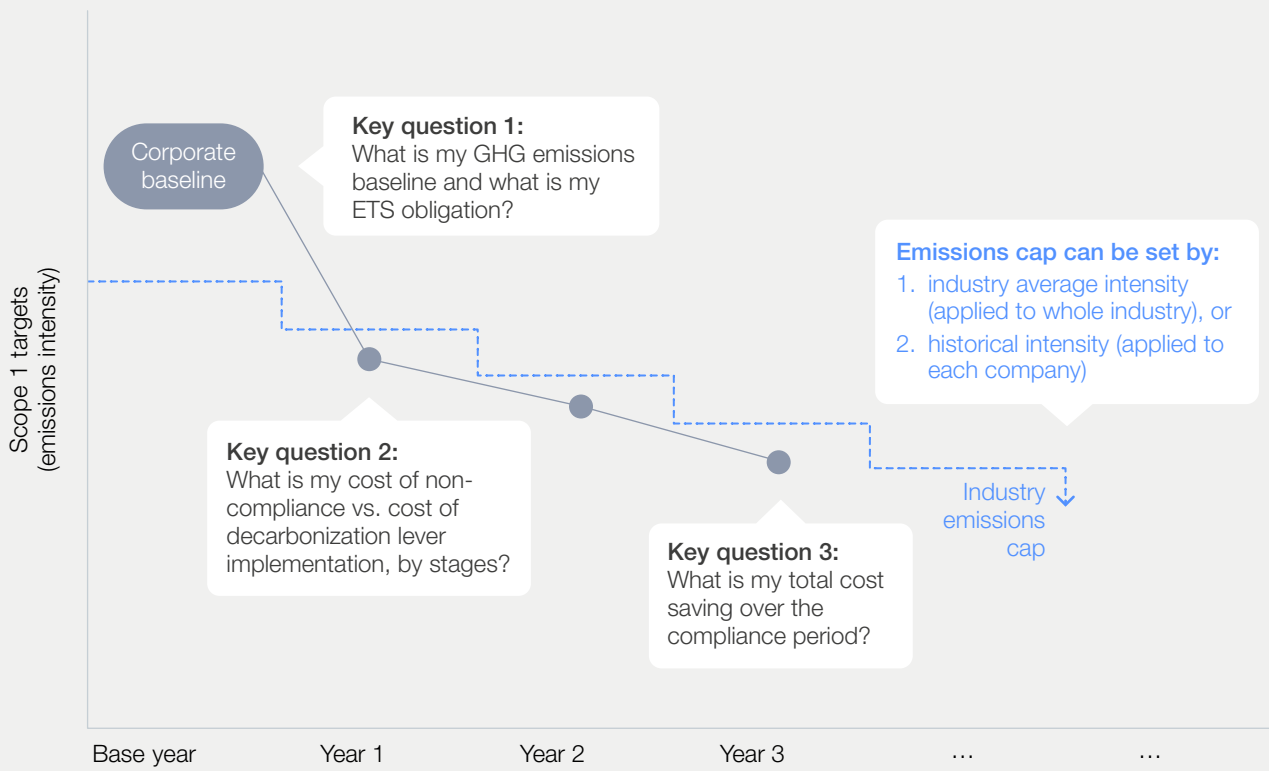 Corporate
baseline
Key question 1:
What is my GHG emissions
baseline and what is my
ETS obligation?
Emissions cap can be set by:
1. industry average intensity
(applied to whole industry), or
2. historical intensity (applied to
each company)
Scope 1 targets
(emissions intensity)
Key question 2:
What is my cost of non-
compliance vs. cost of
decarbonization lever
implementation, by stages?
Industry
emissions
cap
Key question 3:
What is my total cost
saving over the
compliance period?
Base year
Year 1
Year 2
Year 3
…
…